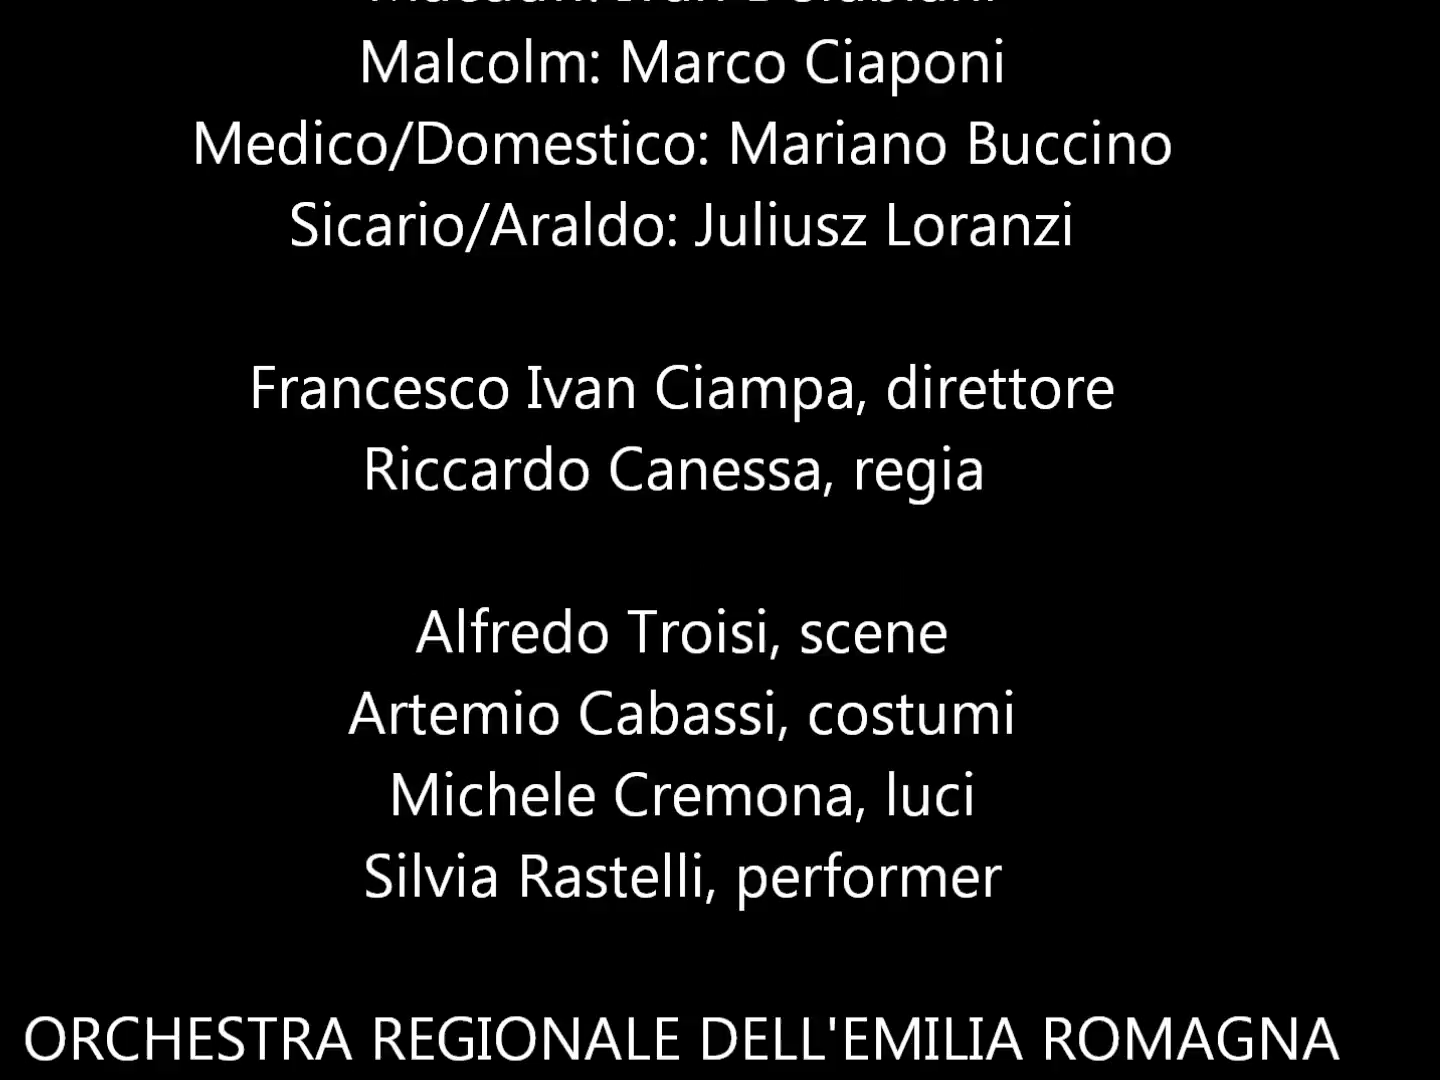 Malcolm: Marco Ciaponi
Medico/Domestico: Mariano Buccino
Sicario/Araldo: Juliusz Loranzi
Francesco Ivan Ciampa, direttore
Riccardo Canessa, regia
Alfredo Troisi, scene
Artemio Cabassi, costumi
Michele Cremona, luci
Silvia Rastelli, performer
ORCHESTRA REGIONALE DELL'EMILIA ROMAGNA